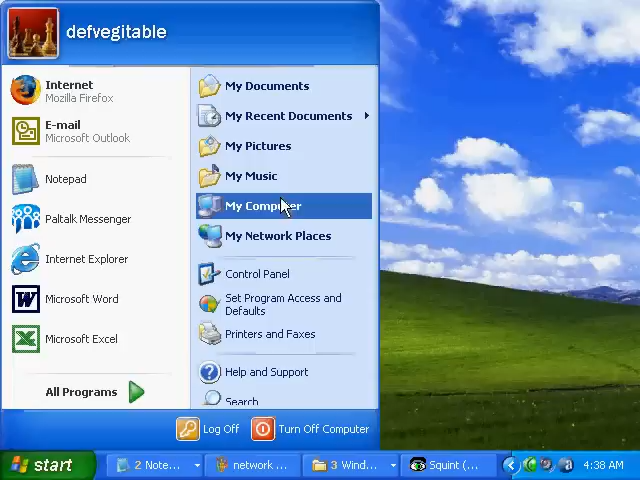 defvegitable
Internet
Mozilla Firefox
E-mail
Microsoft Outlook
Notepad
Paltalk Messenger
Internet Explorer
Microsoft Word
Microsoft Excel
All Programs
My Documents
My Recent Documents
My Pictures
My Music
My Computer
My Network Places
Control Panel
Set Program Access and
Defaults
Printers and Faxes
Help and Support
Search
Log Off
Turn Off Computer
start
2 Note...
network ...
3 Wind...
Squint (...
4:38 AM